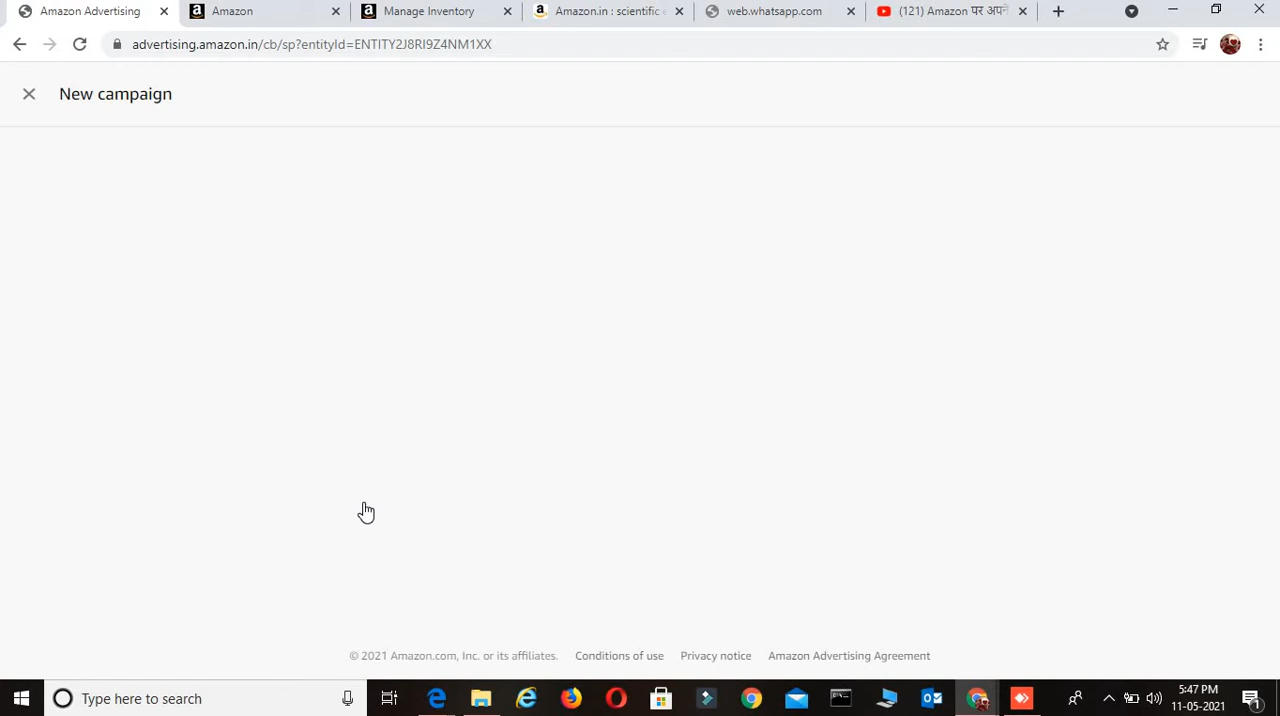 Amazon Advertising
Amazon
Manage Inventory
Amazon.in : scientific
web.whatsapp.com
(121) Amazon पर अपने
advertising.amazon.in/cb/sp?entityId=ENTITY2J8RI9Z4NM1XX
New campaign
© 2021 Amazon.com, Inc. or its affiliates. Conditions of use Privacy notice Amazon Advertising Agreement
Type here to search
5:47 PM
11-05-2021
1